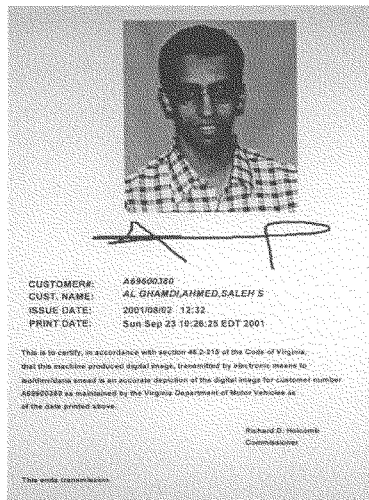 CUSTOMER#: A69600380
CUST. NAME: AL GHAMDI,AHMED,SALEH S
ISSUE DATE: 2001/08/02 12:32
PRINT DATE: Sun Sep 23 10:26:25 EDT 2001
This is to certify, in accordance with section 46.2-215 of the Code of Virginia,
that this machine produced digital image, transmitted by electronic means to
is an accurate depiction of the digital image for customer number
A69600380 as maintained by the Virginia Department of Motor Vehicles as
of the date printed above.
Richard D. Holcomb
Commissioner
This ends transmission